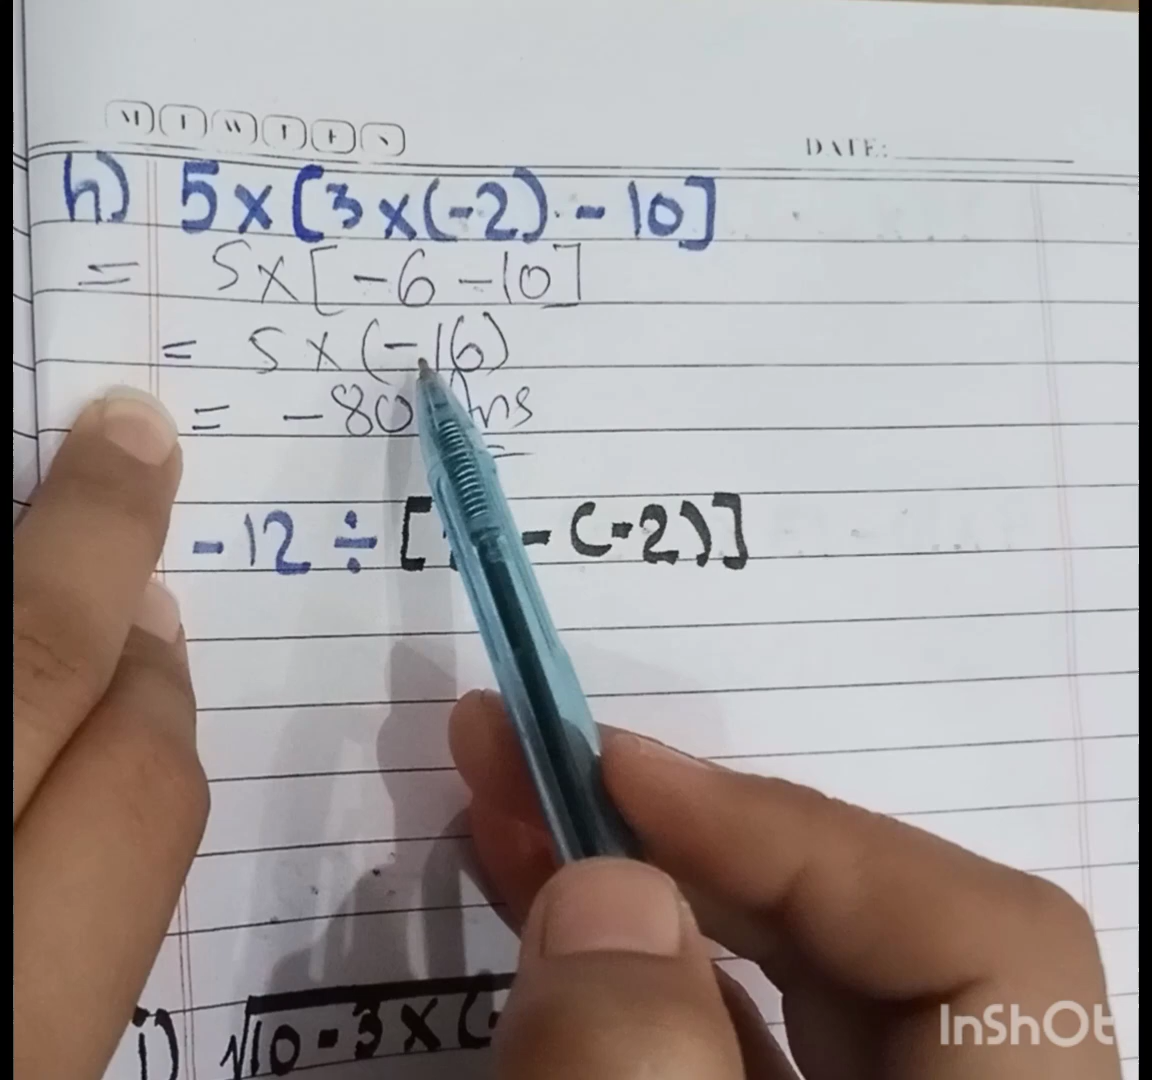 M T W T F S
DATE:
h) 5×[3×(-2)-10]
= 5×[-6-10]
= 5×(-16)
= -80 Ans
-12÷[ -(-2)]
√10-3×(-
InShOt